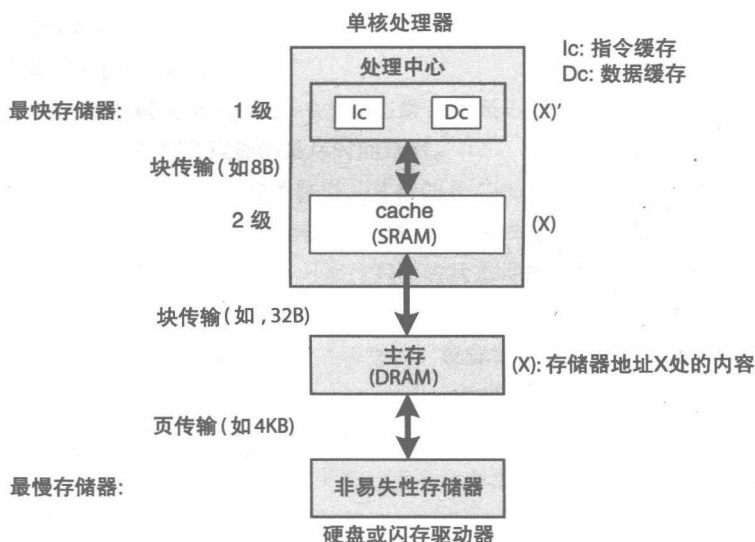 单核处理器
处理中心
Ic: 指令缓存
Dc: 数据缓存
最快存储器: 1 级 Ic Dc (X)′
块传输(如8B)
2 级 cache (X)
(SRAM)
块传输(如,32B)
主存
(DRAM)
(X): 存储器地址X处的内容
页传输(如4KB)
最慢存储器: 非易失性存储器
硬盘或闪存驱动器